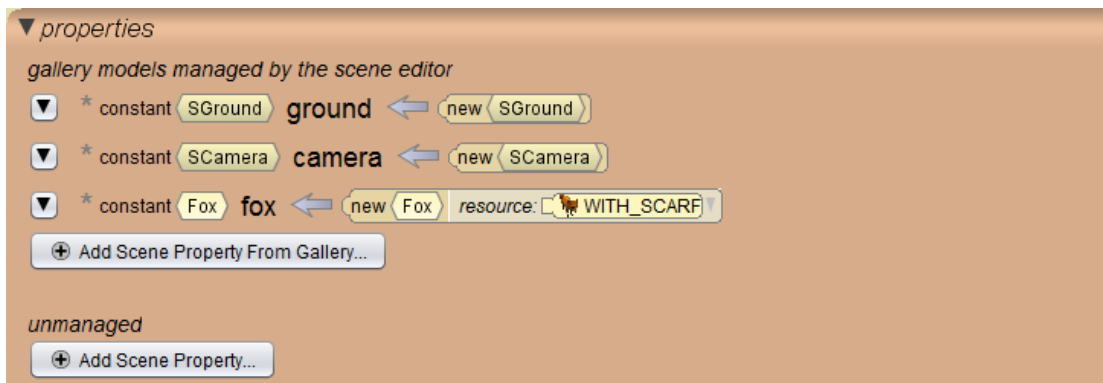 properties
gallery models managed by the scene editor
* constant SGround ground new SGround
* constant SCamera camera new SCamera
* constant Fox fox new Fox resource: WITH_SCARF
Add Scene Property From Gallery...
unmanaged
Add Scene Property...